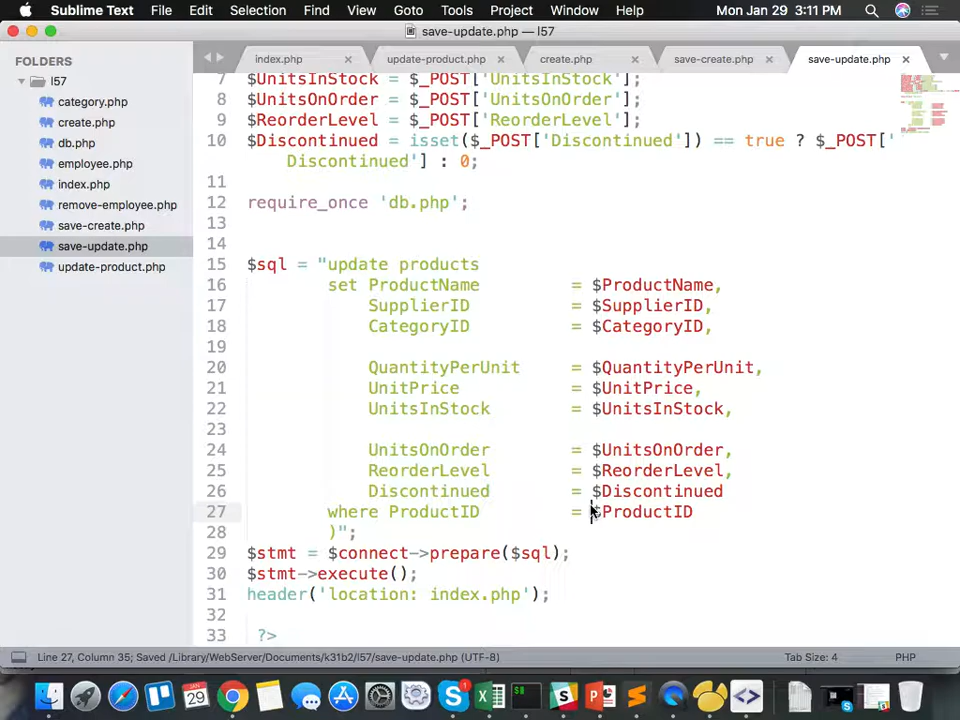 Sublime Text File Edit Selection Find View Goto Tools Project Window Help Mon Jan 29 3:11 PM
save-update.php — l57
FOLDERS
l57
category.php
create.php
db.php
employee.php
index.php
remove-employee.php
save-create.php
save-update.php
update-product.php
index.php update-product.php create.php save-create.php save-update.php
7 $UnitsInStock = $_POST['UnitsInStock'];
8 $UnitsOnOrder = $_POST['UnitsOnOrder'];
9 $ReorderLevel = $_POST['ReorderLevel'];
10 $Discontinued = isset($_POST['Discontinued']) == true ? $_POST['
Discontinued'] : 0;
11
12 require_once 'db.php';
13
14
15 $sql = "update products
16 set ProductName = $ProductName,
17 SupplierID = $SupplierID,
18 CategoryID = $CategoryID,
19
20 QuantityPerUnit = $QuantityPerUnit,
21 UnitPrice = $UnitPrice,
22 UnitsInStock = $UnitsInStock,
23
24 UnitsOnOrder = $UnitsOnOrder,
25 ReorderLevel = $ReorderLevel,
26 Discontinued = $Discontinued
27 where ProductID = $ProductID
28 )";
29 $stmt = $connect->prepare($sql);
30 $stmt->execute();
31 header('location: index.php');
32
33 ?>
Line 27, Column 35; Saved /Library/WebServer/Documents/k31b2/l57/save-update.php (UTF-8) Tab Size: 4 PHP